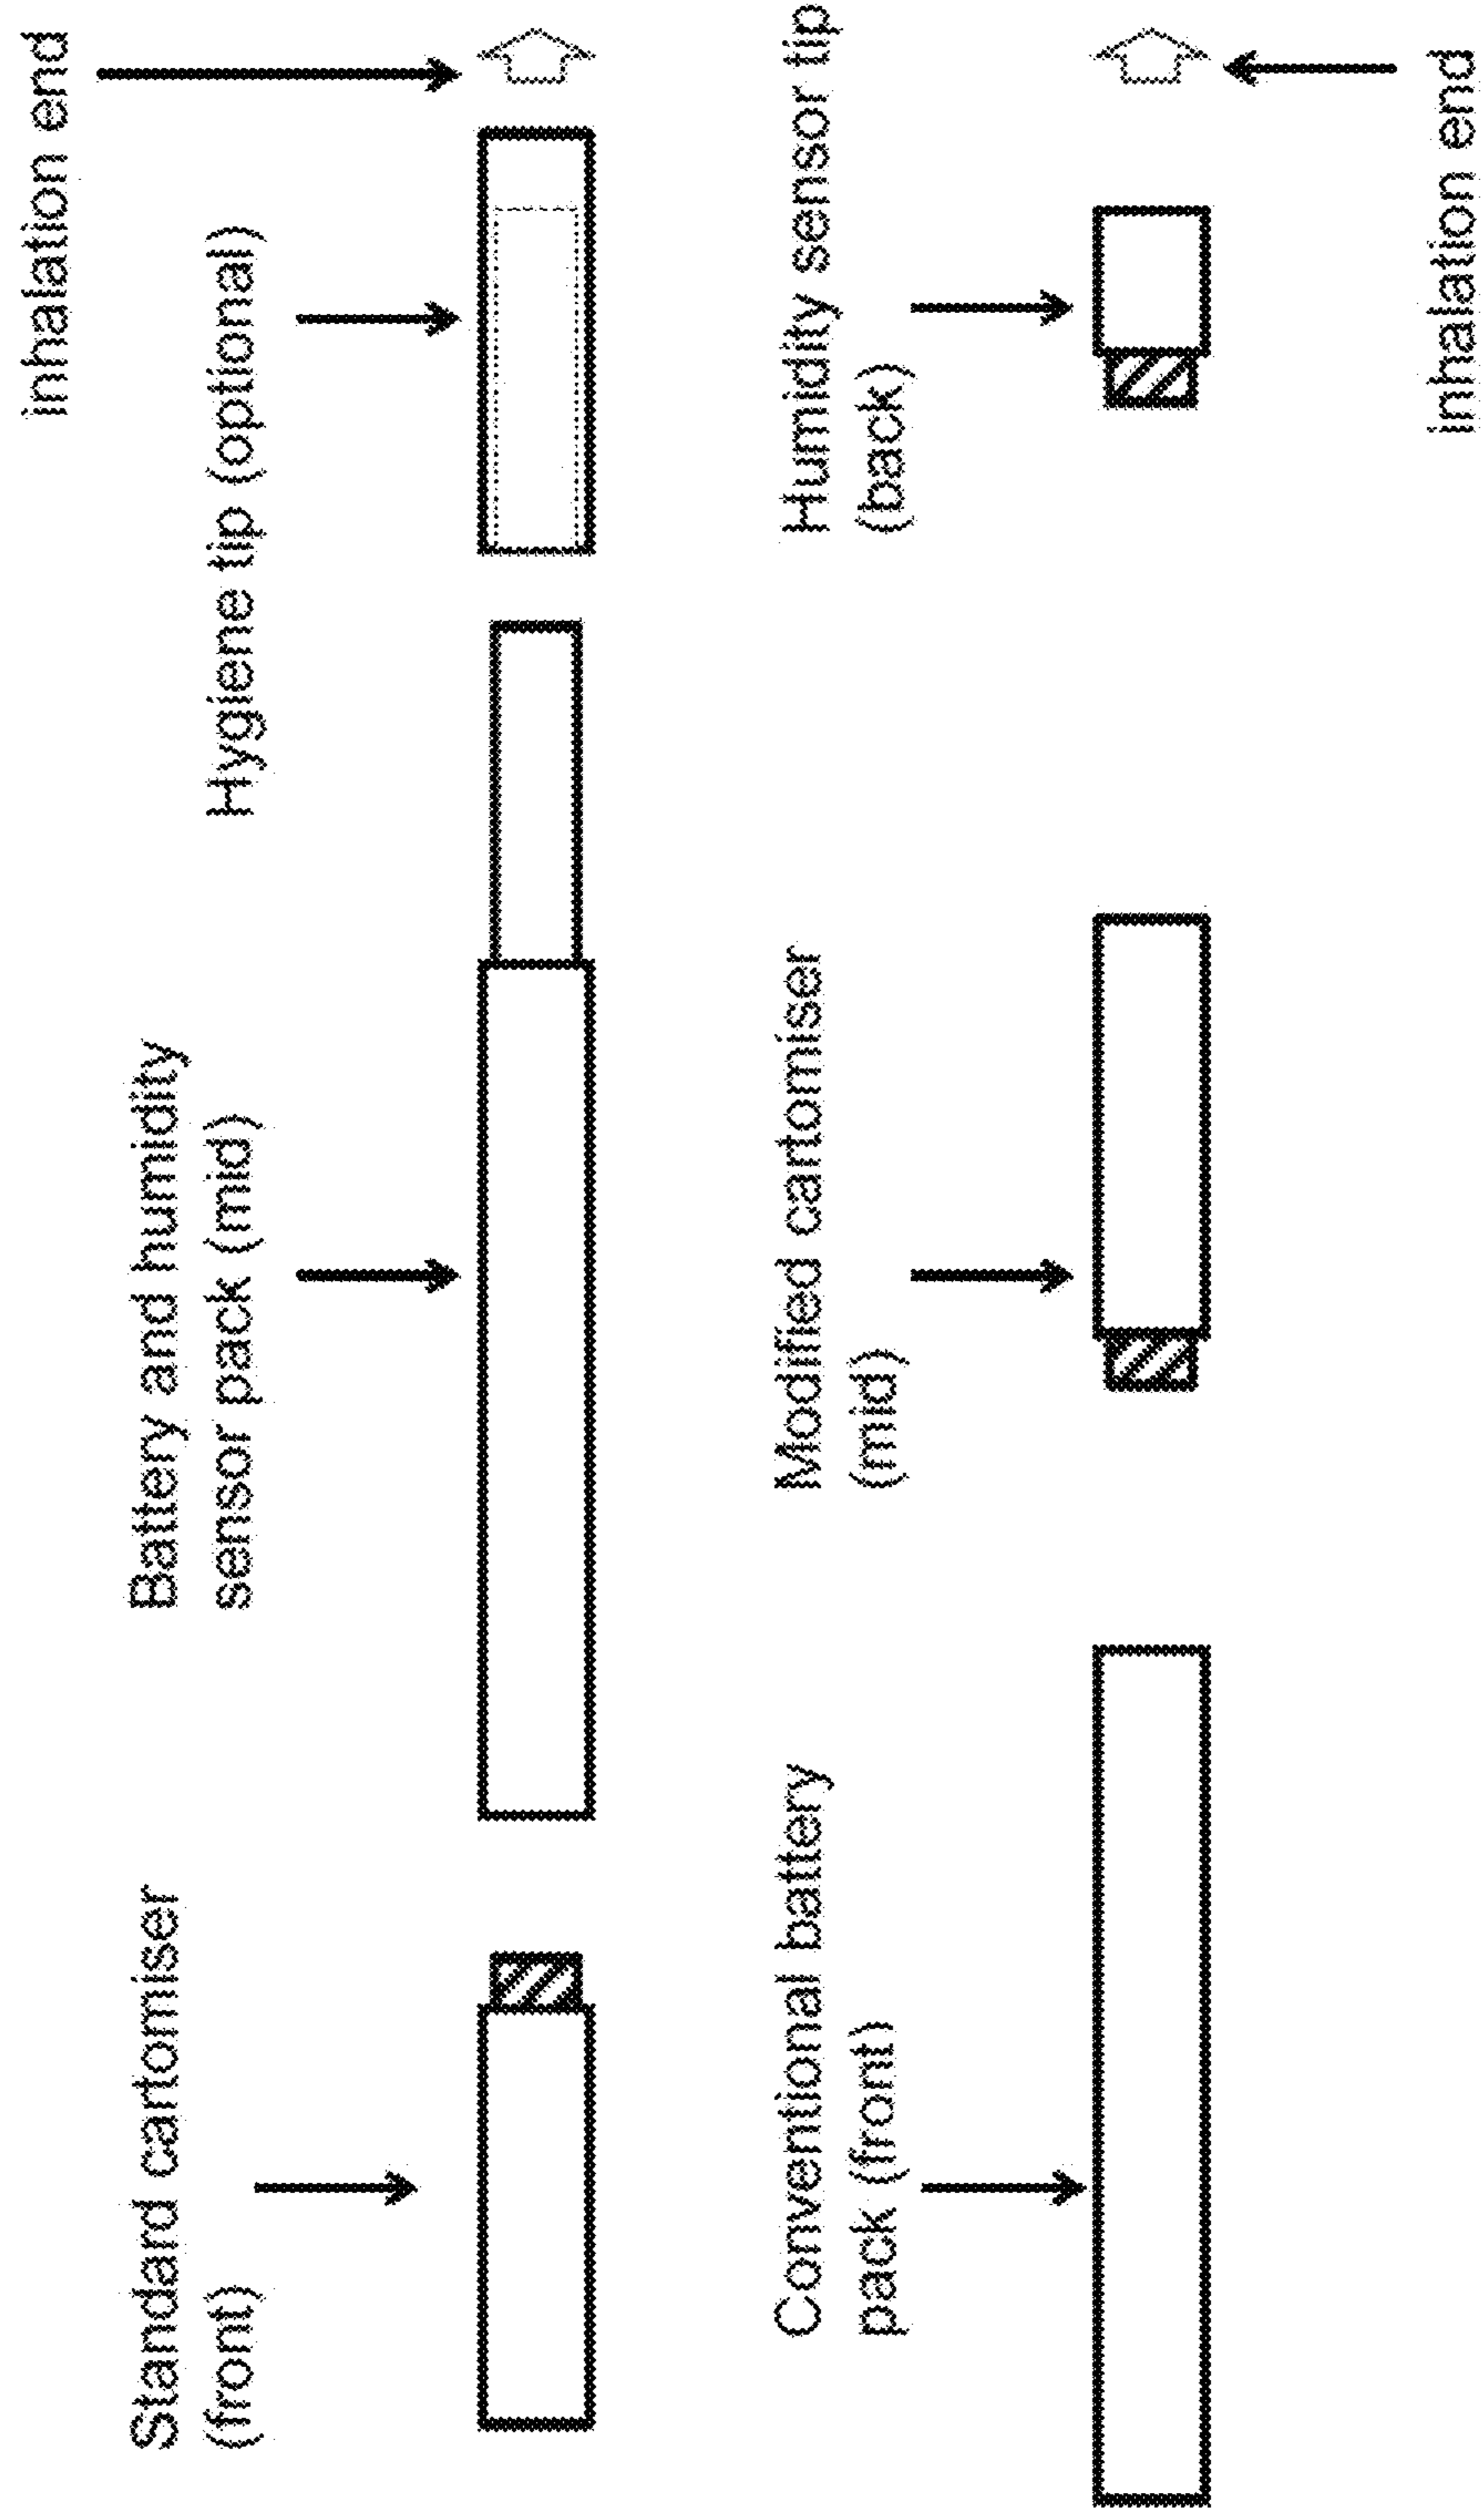 inhalation end
Hygiene tip (optional)
Battery and humidity
sensor pack (mid)
Standard cartomiser
(front)
Humidity sensor tip
(back)
Modified cartomiser
(mid)
Conventional battery
pack (front)
inhalation end